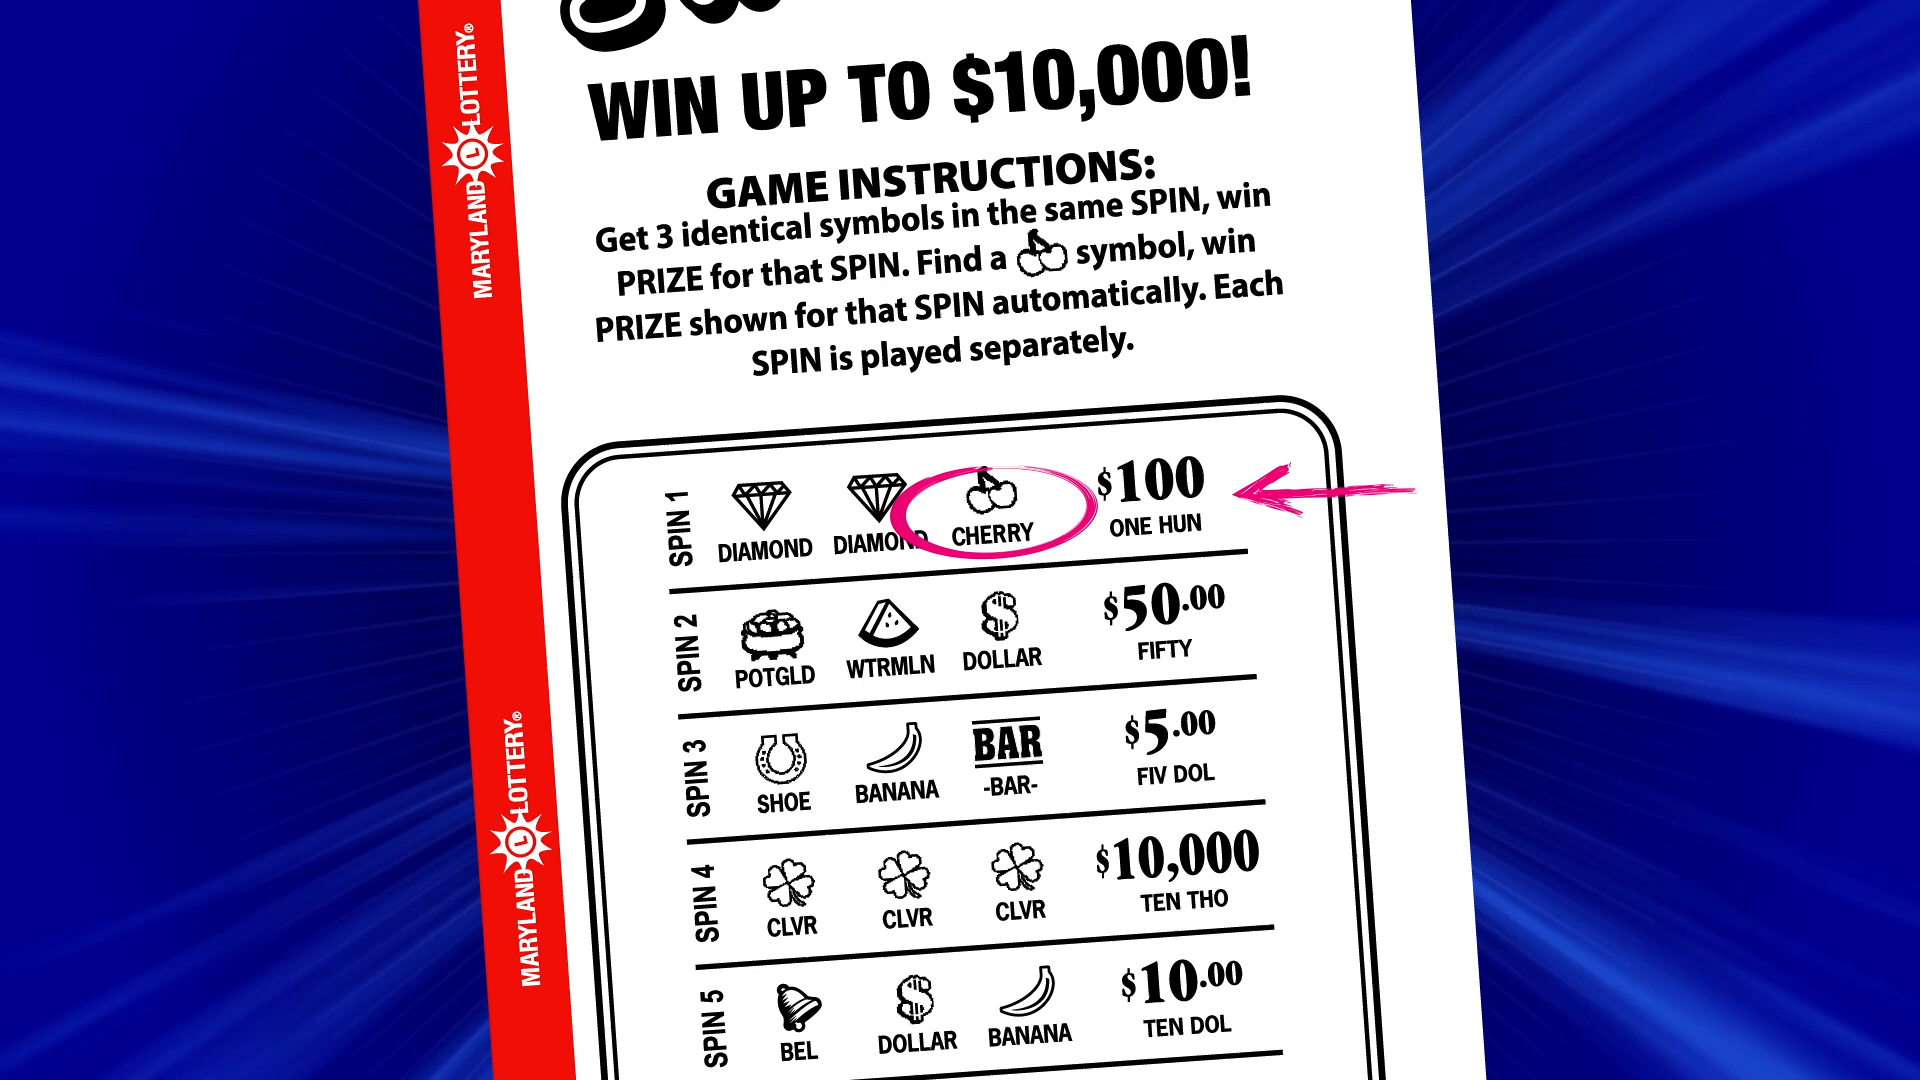 WIN UP TO $10,000!
GAME INSTRUCTIONS:
Get 3 identical symbols in the same SPIN, win
PRIZE for that SPIN. Find a symbol, win
PRIZE shown for that SPIN automatically. Each
SPIN is played separately.
MARYLAND LOTTERY®
MARYLAND LOTTERY®
SPIN 1 DIAMOND DIAMOND CHERRY $100 ONE HUN
SPIN 2 POTGLD WTRMLN DOLLAR $50.00 FIFTY
SPIN 3 SHOE BANANA BAR -BAR- $5.00 FIV DOL
SPIN 4 CLVR CLVR CLVR $10,000 TEN THO
SPIN 5 BEL DOLLAR BANANA $10.00 TEN DOL